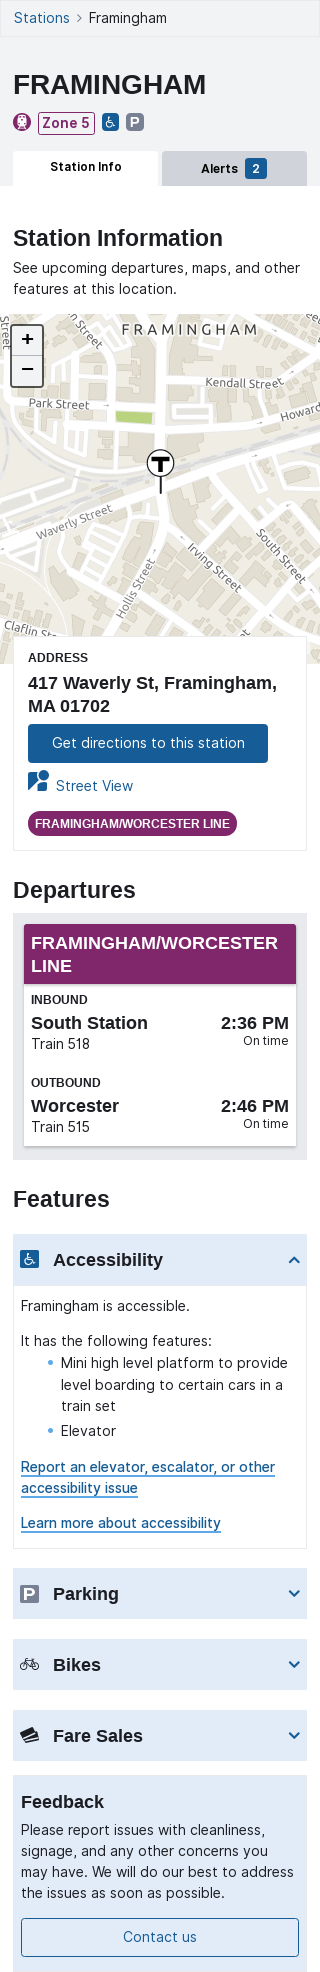 Stations > Framingham
FRAMINGHAM
Zone 5
P
Station Info
Alerts 2
Station Information
See upcoming departures, maps, and other
features at this location.
Street
Street
FRAMINGHAM
+
−
Kendall Street
Park Street
Howard
T
Waverly Street
South Street
Irving Street
Hollis Street
Claflin St
ADDRESS
417 Waverly St, Framingham,
MA 01702
Get directions to this station
Street View
FRAMINGHAM/WORCESTER LINE
Departures
FRAMINGHAM/WORCESTER
LINE
INBOUND
South Station 2:36 PM
Train 518 On time
OUTBOUND
Worcester 2:46 PM
Train 515 On time
Features
Accessibility
Framingham is accessible.
It has the following features:
• Mini high level platform to provide
level boarding to certain cars in a
train set
• Elevator
Report an elevator, escalator, or other
accessibility issue
Learn more about accessibility
P Parking
Bikes
Fare Sales
Feedback
Please report issues with cleanliness,
signage, and any other concerns you
may have. We will do our best to address
the issues as soon as possible.
Contact us